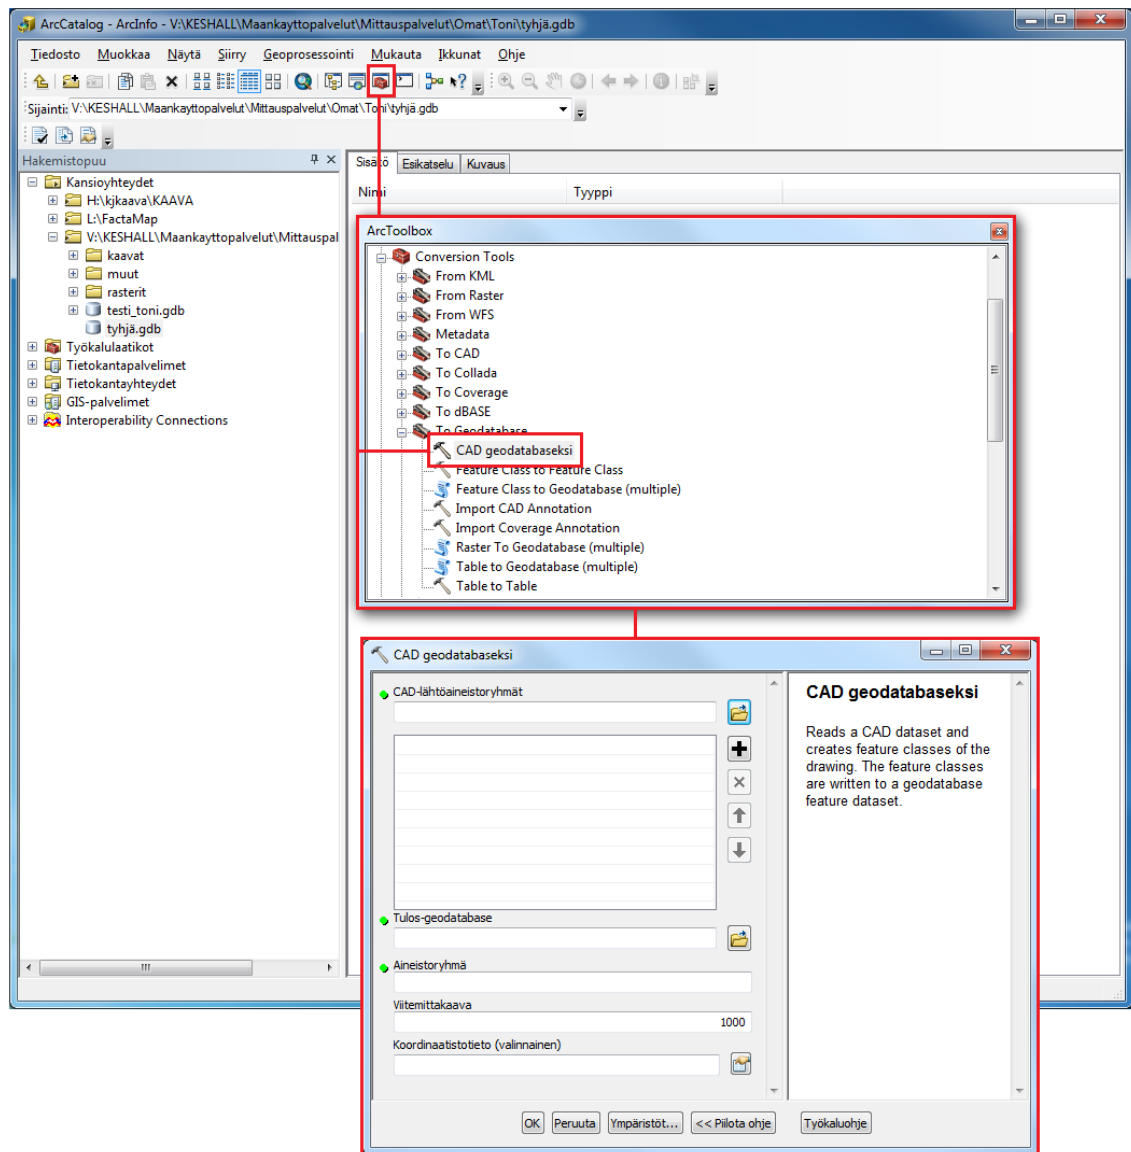 ArcCatalog - ArcInfo - V:\KESHALL\Maankayttopalvelut\Mittauspalvelut\Omat\Toni\tyhjä.gdb
Tiedosto Muokkaa Näytä Siirry Geoprosessointi Mukauta Ikkunat Ohje
Sijainti: V:\KESHALL\Maankayttopalvelut\Mittauspalvelut\Omat\Toni\tyhjä.gdb
Hakemistopuu
Kansioyhteydet
H:\kjkaava\KAAVA
L:\FactaMap
V:\KESHALL\Maankayttopalvelut\Mittauspal
kaavat
muut
rasterit
testi_toni.gdb
tyhjä.gdb
Työkalulaatikot
Tietokantapalvelimet
Tietokantayhteydet
GIS-palvelimet
Interoperability Connections
Sisältö Esikatselu Kuvaus
Nimi Tyyppi
ArcToolbox
Conversion Tools
From KML
From Raster
From WFS
Metadata
To CAD
To Collada
To Coverage
To dBASE
To Geodatabase
CAD geodatabaseksi
Feature Class to Feature Class
Feature Class to Geodatabase (multiple)
Import CAD Annotation
Import Coverage Annotation
Raster To Geodatabase (multiple)
Table to Geodatabase (multiple)
Table to Table
CAD geodatabaseksi
CAD-lähtöaineistoryhmät
Tulos-geodatabase
Aineistoryhmä
Viitemittakaava
1000
Koordinaatistotieto (valinnainen)
OK Peruuta Ympäristöt... << Piilota ohje Työkaluohje
CAD geodatabaseksi
Reads a CAD dataset and
creates feature classes of the
drawing. The feature classes
are written to a geodatabase
feature dataset.